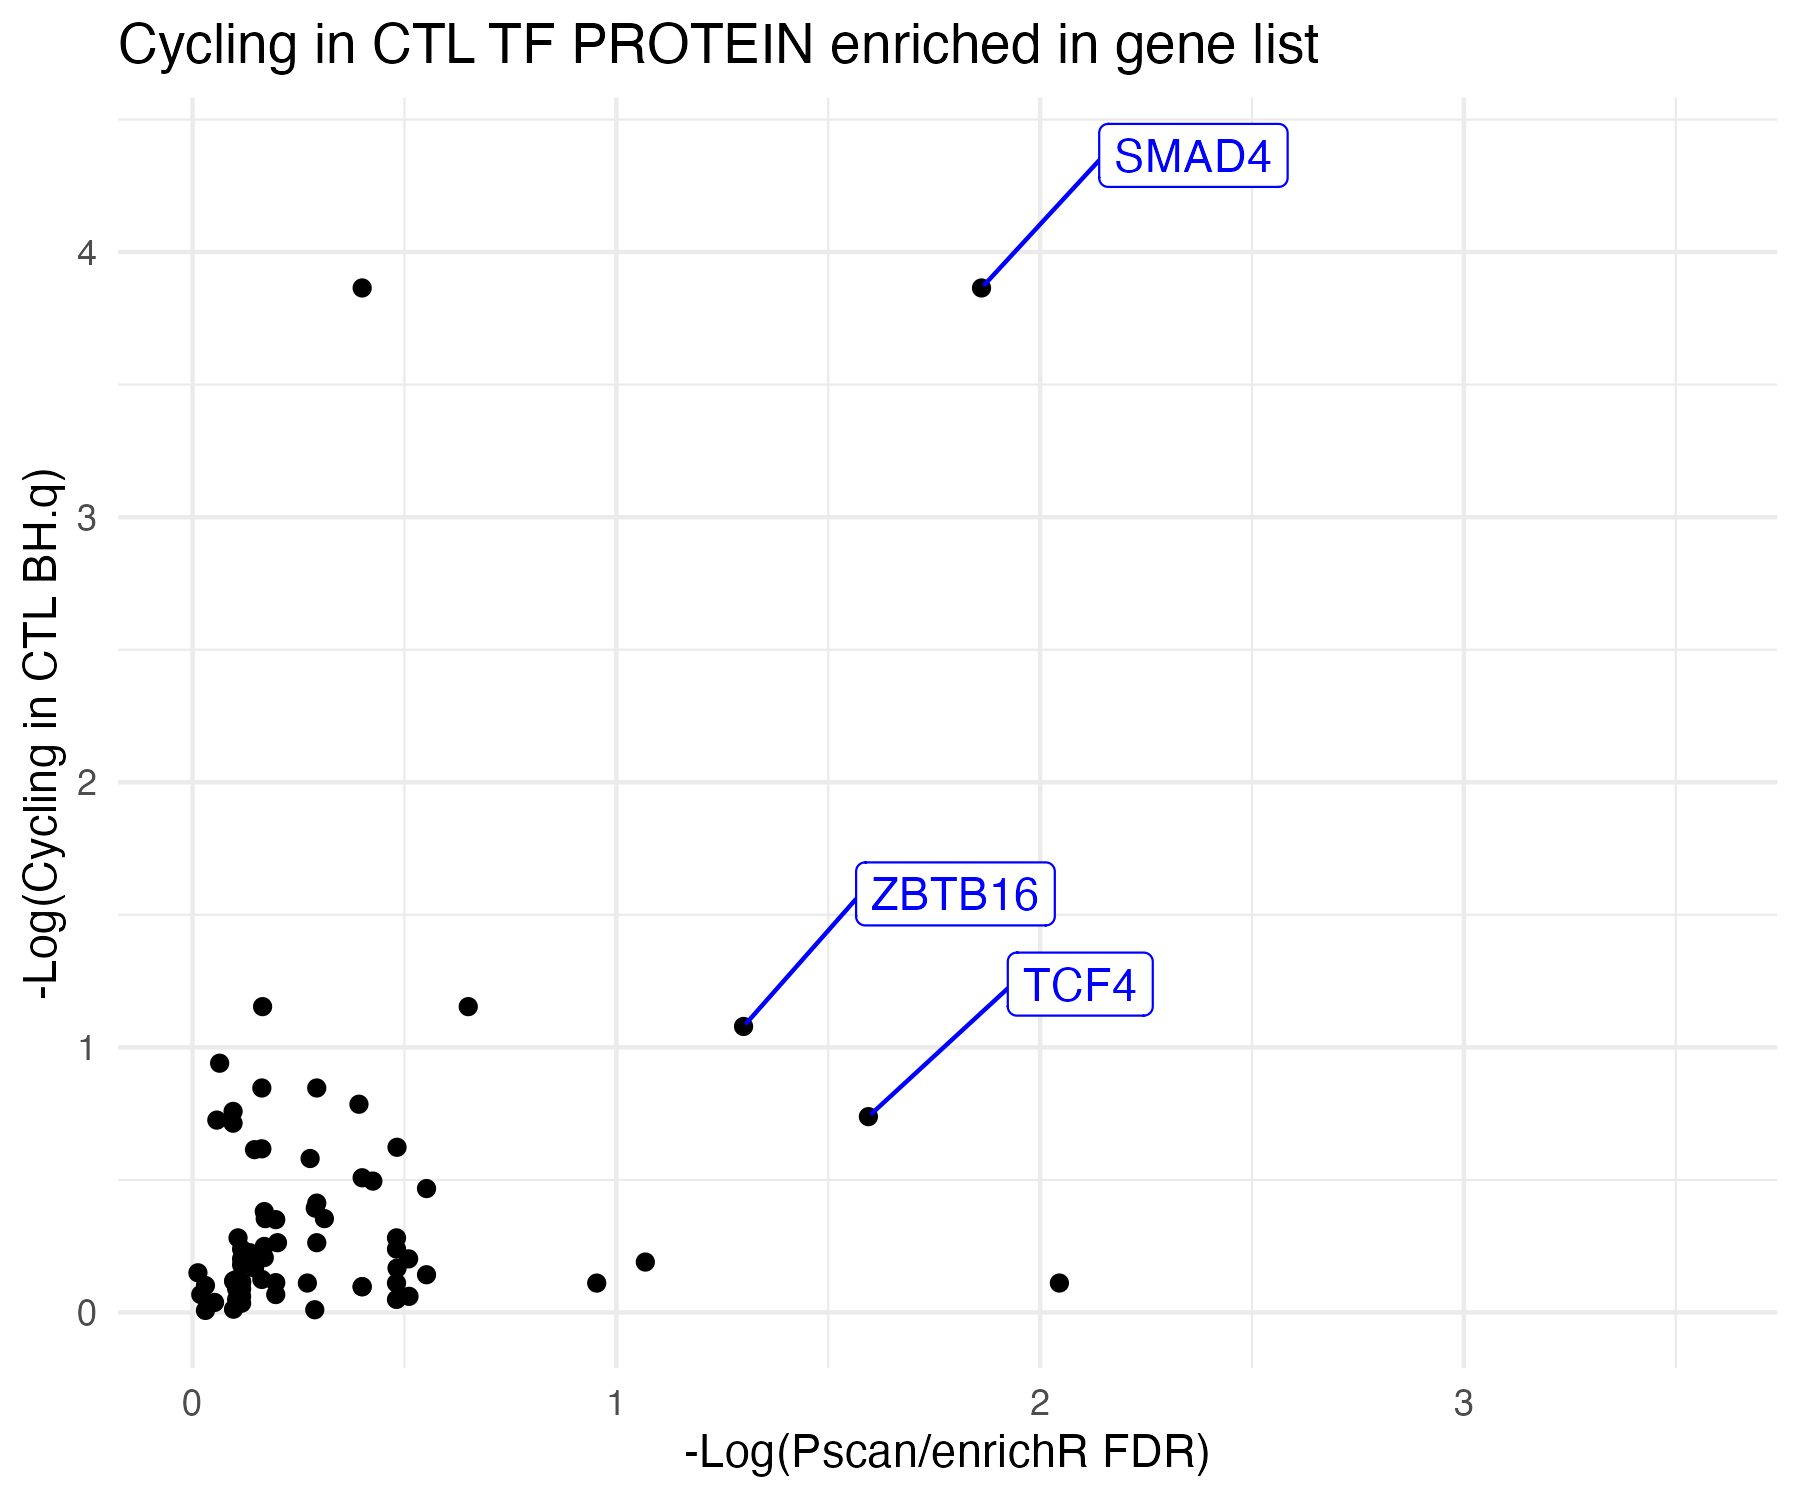 Cycling in CTL TF PROTEIN enriched in gene list
SMAD4
ZBTB16
TCF4
-Log(Cycling in CTL BH.q)
4
3
2
1
0
0 1 2 3
-Log(Pscan/enrichR FDR)